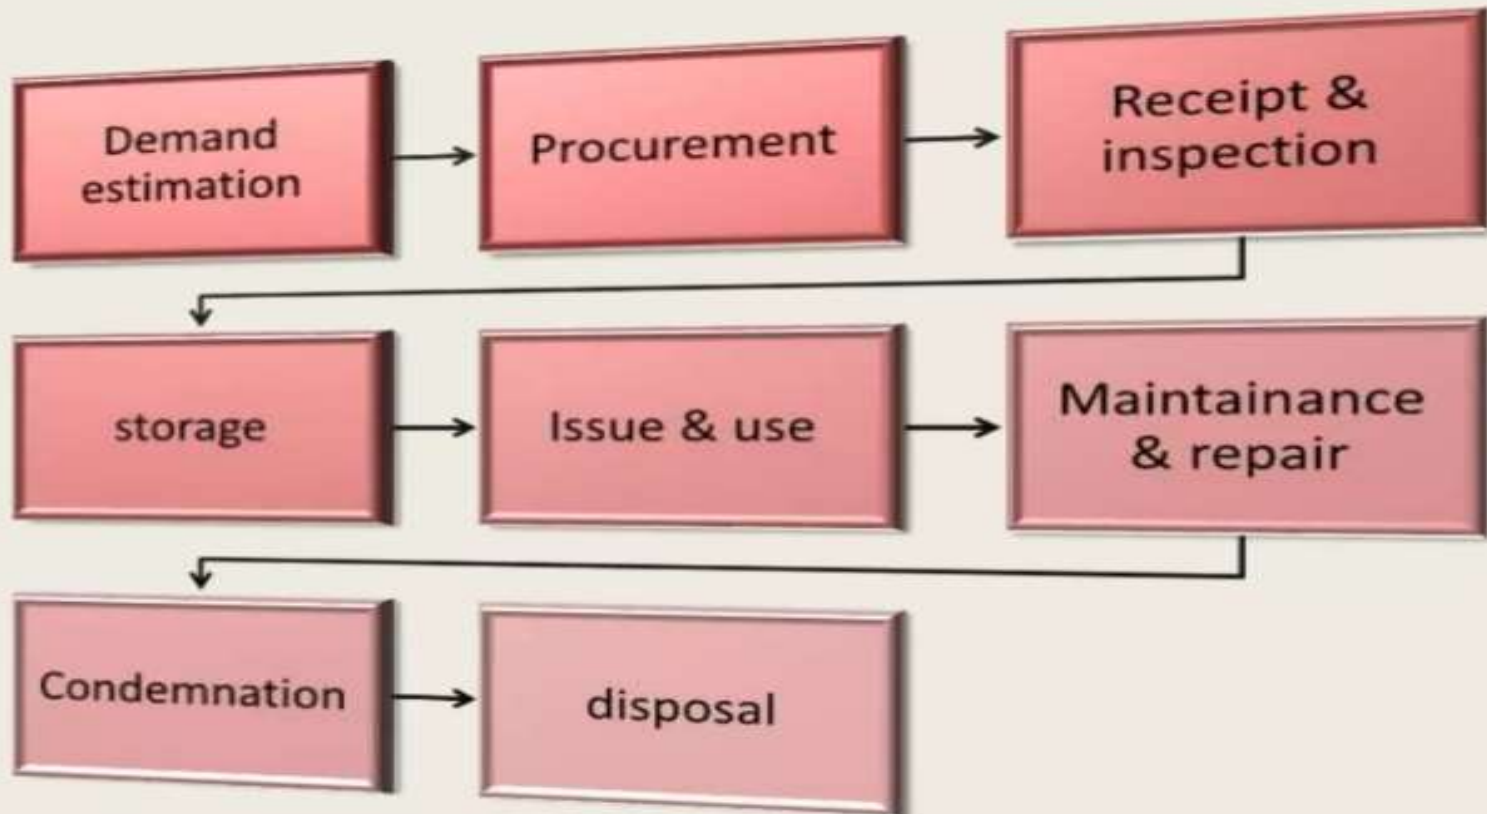 Demand
estimation
Procurement
Receipt &
inspection
storage
Issue & use
Maintainance
& repair
Condemnation
disposal